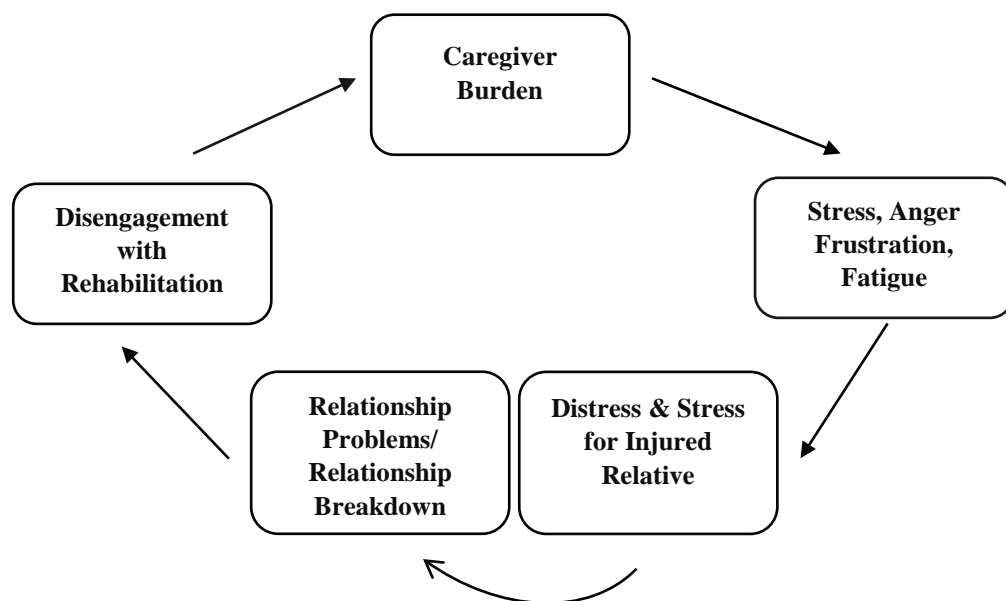 Caregiver
Burden
Stress, Anger
Frustration,
Fatigue
Distress & Stress
for Injured
Relative
Relationship
Problems/
Relationship
Breakdown
Disengagement
with
Rehabilitation